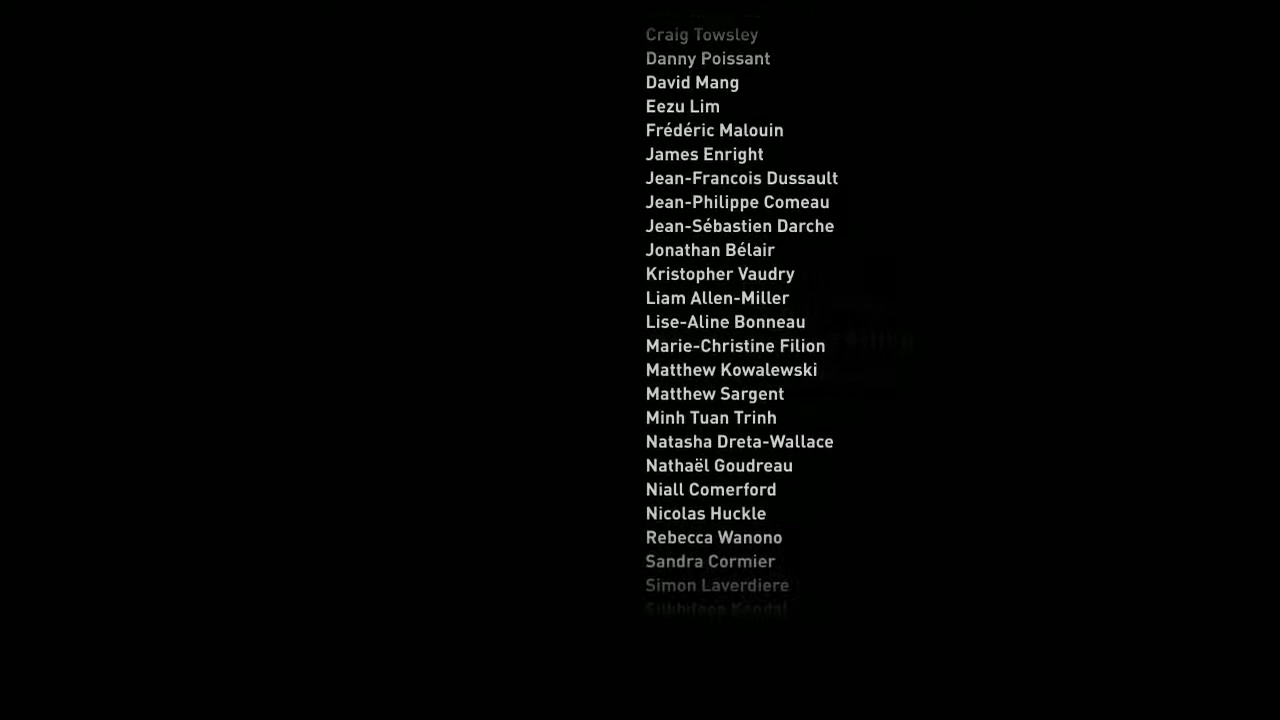 Craig Towsley
Danny Poissant
David Mang
Eezu Lim
Frédéric Malouin
James Enright
Jean-Francois Dussault
Jean-Philippe Comeau
Jean-Sébastien Darche
Jonathan Bélair
Kristopher Vaudry
Liam Allen-Miller
Lise-Aline Bonneau
Marie-Christine Filion
Matthew Kowalewski
Matthew Sargent
Minh Tuan Trinh
Natasha Dreta-Wallace
Nathaël Goudreau
Niall Comerford
Nicolas Huckle
Rebecca Wanono
Sandra Cormier
Simon Laverdiere